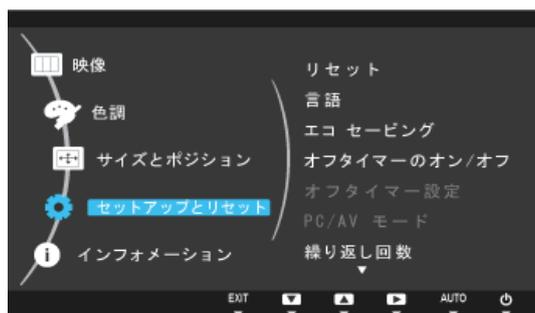 映像
色調
サイズとポジション
セットアップとリセット
インフォメーション
リセット
言語
エコ セービング
オフタイマーのオン/オフ
オフタイマー設定
PC/AV モード
繰り返し回数
EXIT
AUTO